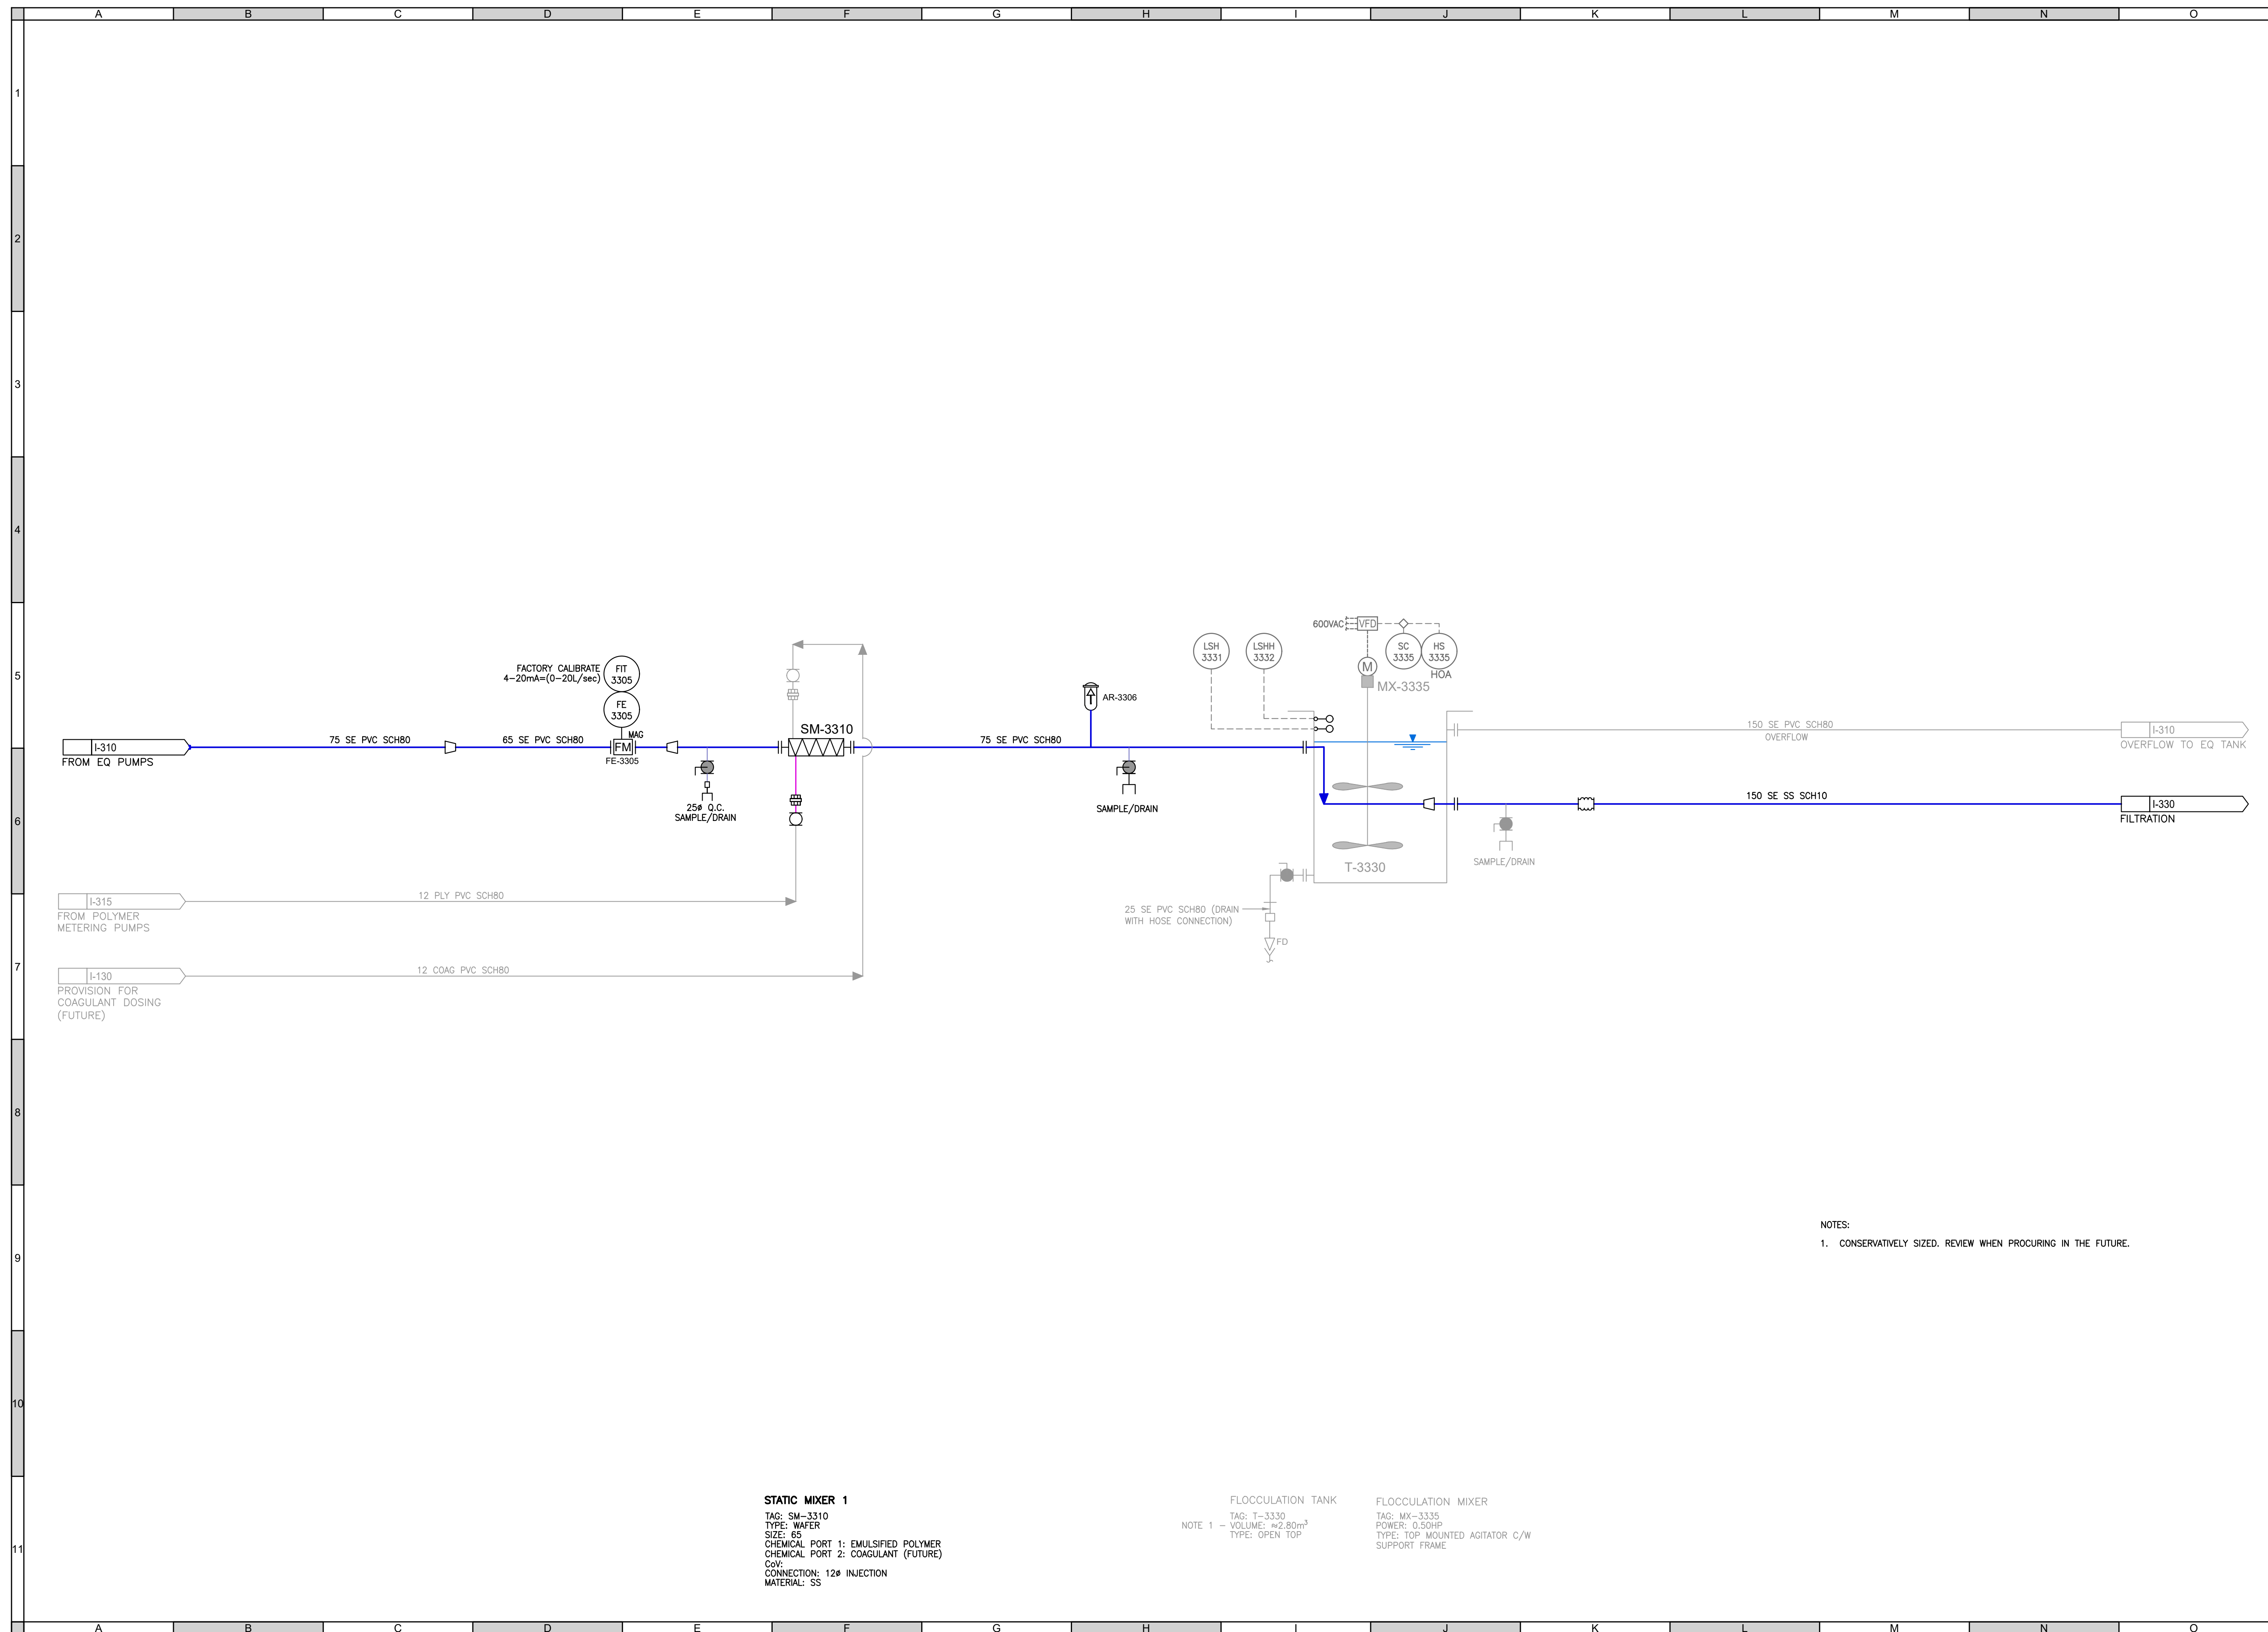 A B C D E F G H I J K L M N O
1
2
3
4
5
6
7
8
9
10
11
600VAC
VFD
LSH
3331
LSHH
3332
SC
3335
HS
3335
HOA
M
MX-3335
FACTORY CALIBRATE
4-20mA=(0-20L/sec)
FIT
3305
FE
3305
MAG
FM
FE-3305
AR-3306
SM-3310
I-310
FROM EQ PUMPS
75 SE PVC SCH80
65 SE PVC SCH80
75 SE PVC SCH80
150 SE PVC SCH80
OVERFLOW
I-310
OVERFLOW TO EQ TANK
25ø Q.C.
SAMPLE/DRAIN
SAMPLE/DRAIN
150 SE SS SCH10
I-330
FILTRATION
SAMPLE/DRAIN
T-3330
I-315
FROM POLYMER
METERING PUMPS
12 PLY PVC SCH80
25 SE PVC SCH80 (DRAIN
WITH HOSE CONNECTION)
FD
I-130
PROVISION FOR
COAGULANT DOSING
(FUTURE)
12 COAG PVC SCH80
NOTES:
1. CONSERVATIVELY SIZED. REVIEW WHEN PROCURING IN THE FUTURE.
STATIC MIXER 1
TAG: SM-3310
TYPE: WAFER
SIZE: 65
CHEMICAL PORT 1: EMULSIFIED POLYMER
CHEMICAL PORT 2: COAGULANT (FUTURE)
CoV:
CONNECTION: 12ø INJECTION
MATERIAL: SS
FLOCCULATION TANK
TAG: T-3330
NOTE 1 - VOLUME: ≈2.80m³
TYPE: OPEN TOP
FLOCCULATION MIXER
TAG: MX-3335
POWER: 0.50HP
TYPE: TOP MOUNTED AGITATOR C/W
SUPPORT FRAME
A B C D E F G H I J K L M N O